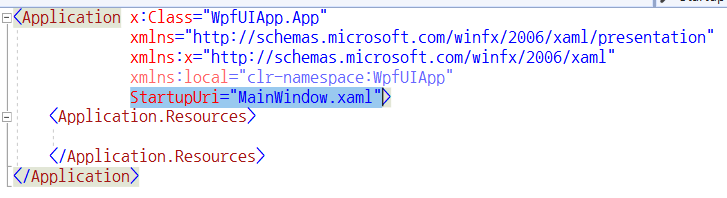 <Application x:Class="WpfUIApp.App"
xmlns="http://schemas.microsoft.com/winfx/2006/xaml/presentation"
xmlns:x="http://schemas.microsoft.com/winfx/2006/xaml"
xmlns:local="clr-namespace:WpfUIApp"
StartupUri="MainWindow.xaml">
<Application.Resources>
</Application.Resources>
</Application>